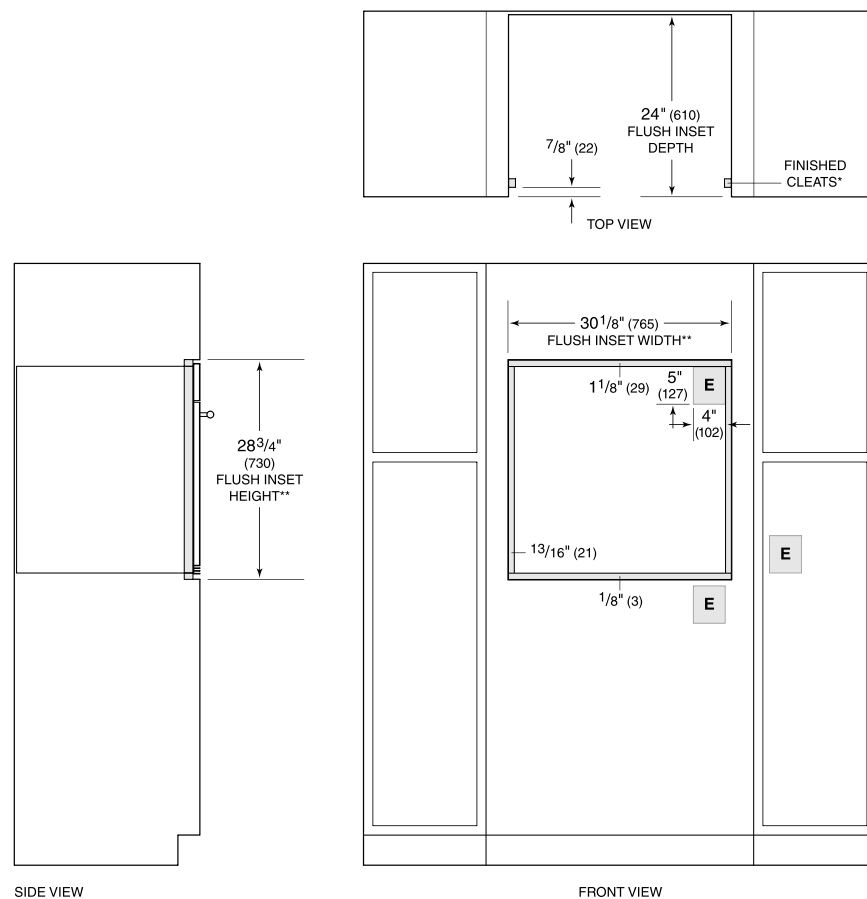 24" (610)
FLUSH INSET
DEPTH
7/8" (22)
FINISHED
CLEATS*
TOP VIEW
30 1/8" (765)
FLUSH INSET WIDTH**
1 1/8" (29)
5"
(127)
E
4"
(102)
28 3/4"
(730)
FLUSH INSET
HEIGHT**
13/16" (21)
E
1/8" (3)
E
SIDE VIEW
FRONT VIEW